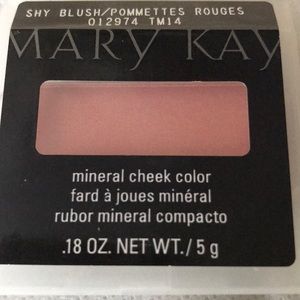 SHY BLUSH/POMMETTES ROUGES
012974 TM14
MARY KAY
mineral cheek color
fard à joues minéral
rubor mineral compacto
.18 OZ. NET WT./5 g